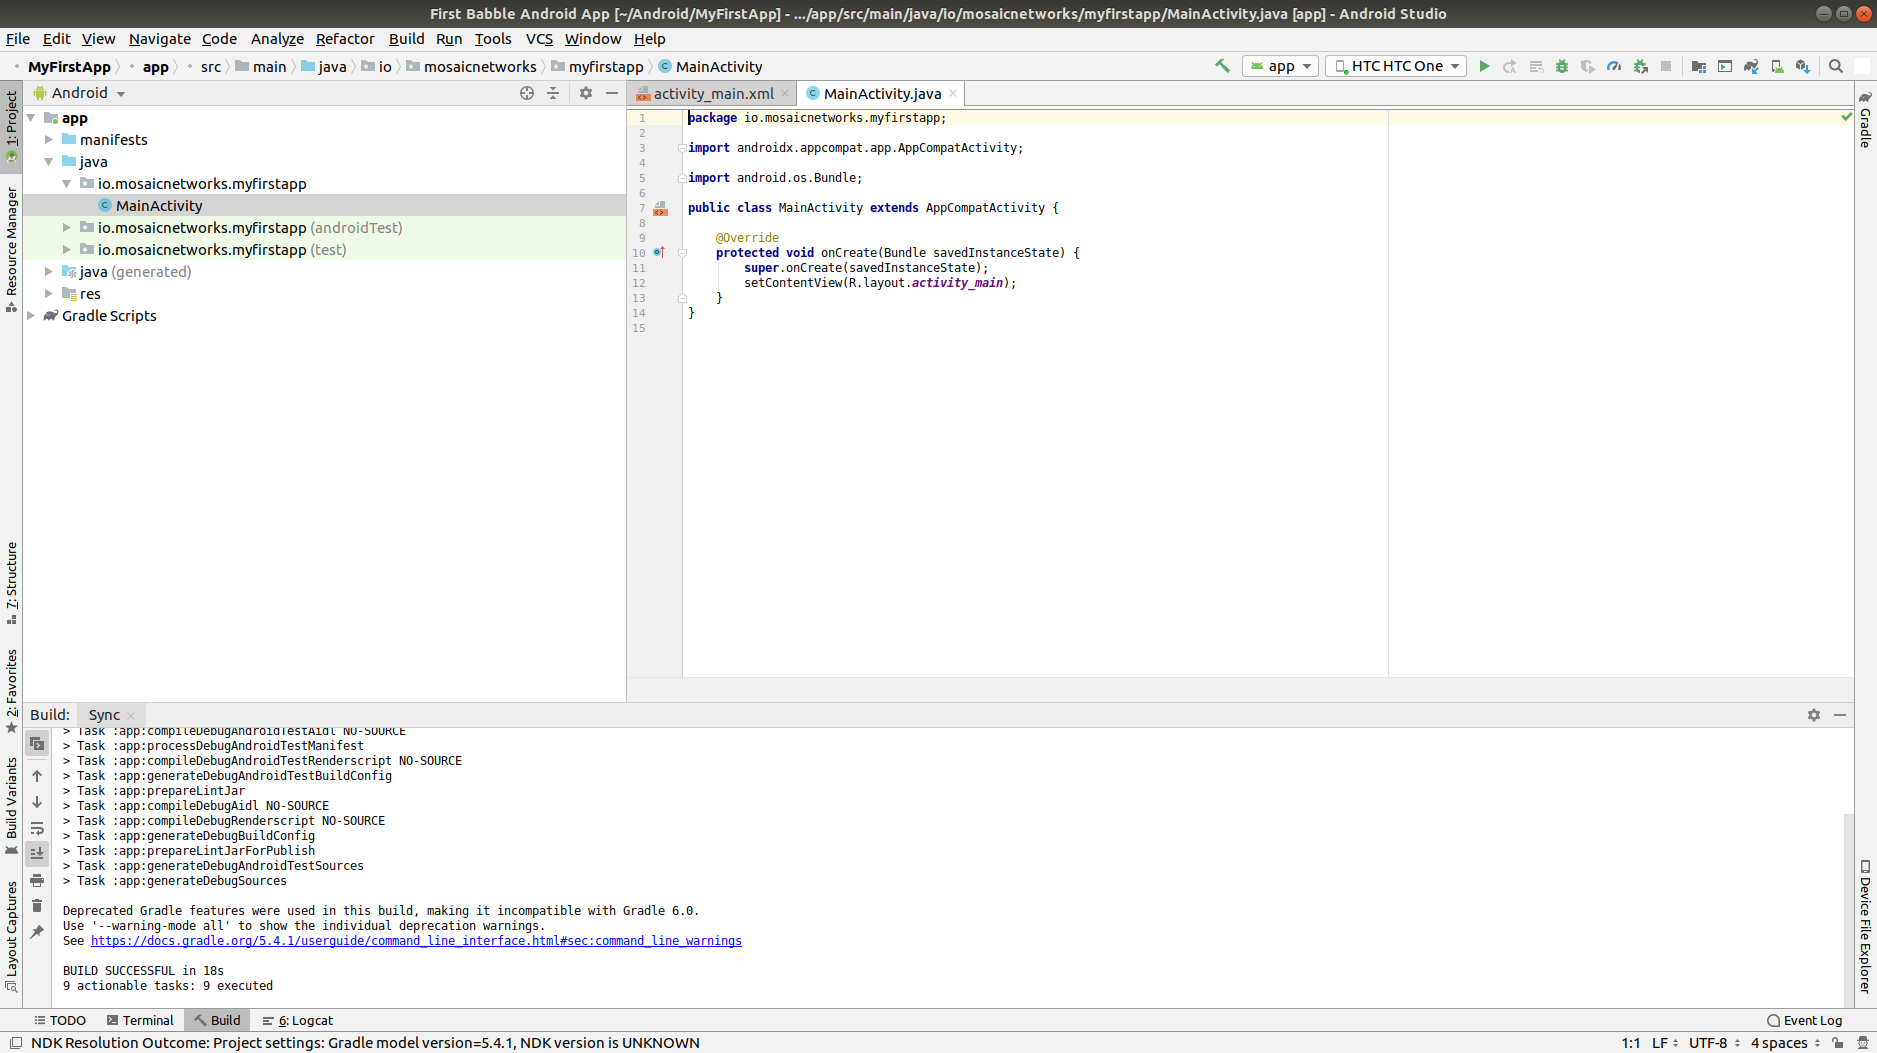 First Babble Android App [~/Android/MyFirstApp] - .../app/src/main/java/io/mosaicnetworks/myfirstapp/MainActivity.java [app] - Android Studio
File Edit View Navigate Code Analyze Refactor Build Run Tools VCS Window Help
MyFirstApp app src main java io mosaicnetworks myfirstapp MainActivity app HTC HTC One
Android
activity_main.xml MainActivity.java
1: Project
Resource Manager
7: Structure
2: Favorites
Build Variants
Layout Captures
app
manifests
java
io.mosaicnetworks.myfirstapp
MainActivity
io.mosaicnetworks.myfirstapp (androidTest)
io.mosaicnetworks.myfirstapp (test)
java (generated)
res
Gradle Scripts
1 package io.mosaicnetworks.myfirstapp;
2
3 import androidx.appcompat.app.AppCompatActivity;
4
5 import android.os.Bundle;
6
7 public class MainActivity extends AppCompatActivity {
8
9 @Override
10 protected void onCreate(Bundle savedInstanceState) {
11 super.onCreate(savedInstanceState);
12 setContentView(R.layout.activity_main);
13 }
14 }
15
Gradle
Device File Explorer
Build: Sync
> Task :app:compileDebugAndroidTestAidl NO-SOURCE
> Task :app:processDebugAndroidTestManifest
> Task :app:compileDebugAndroidTestRenderscript NO-SOURCE
> Task :app:generateDebugAndroidTestBuildConfig
> Task :app:prepareLintJar
> Task :app:compileDebugAidl NO-SOURCE
> Task :app:compileDebugRenderscript NO-SOURCE
> Task :app:generateDebugBuildConfig
> Task :app:prepareLintJarForPublish
> Task :app:generateDebugAndroidTestSources
> Task :app:generateDebugSources
Deprecated Gradle features were used in this build, making it incompatible with Gradle 6.0.
Use '--warning-mode all' to show the individual deprecation warnings.
See https://docs.gradle.org/5.4.1/userguide/command_line_interface.html#sec:command_line_warnings
BUILD SUCCESSFUL in 18s
9 actionable tasks: 9 executed
TODO Terminal Build 6: Logcat Event Log
NDK Resolution Outcome: Project settings: Gradle model version=5.4.1, NDK version is UNKNOWN 1:1 LF UTF-8 4 spaces